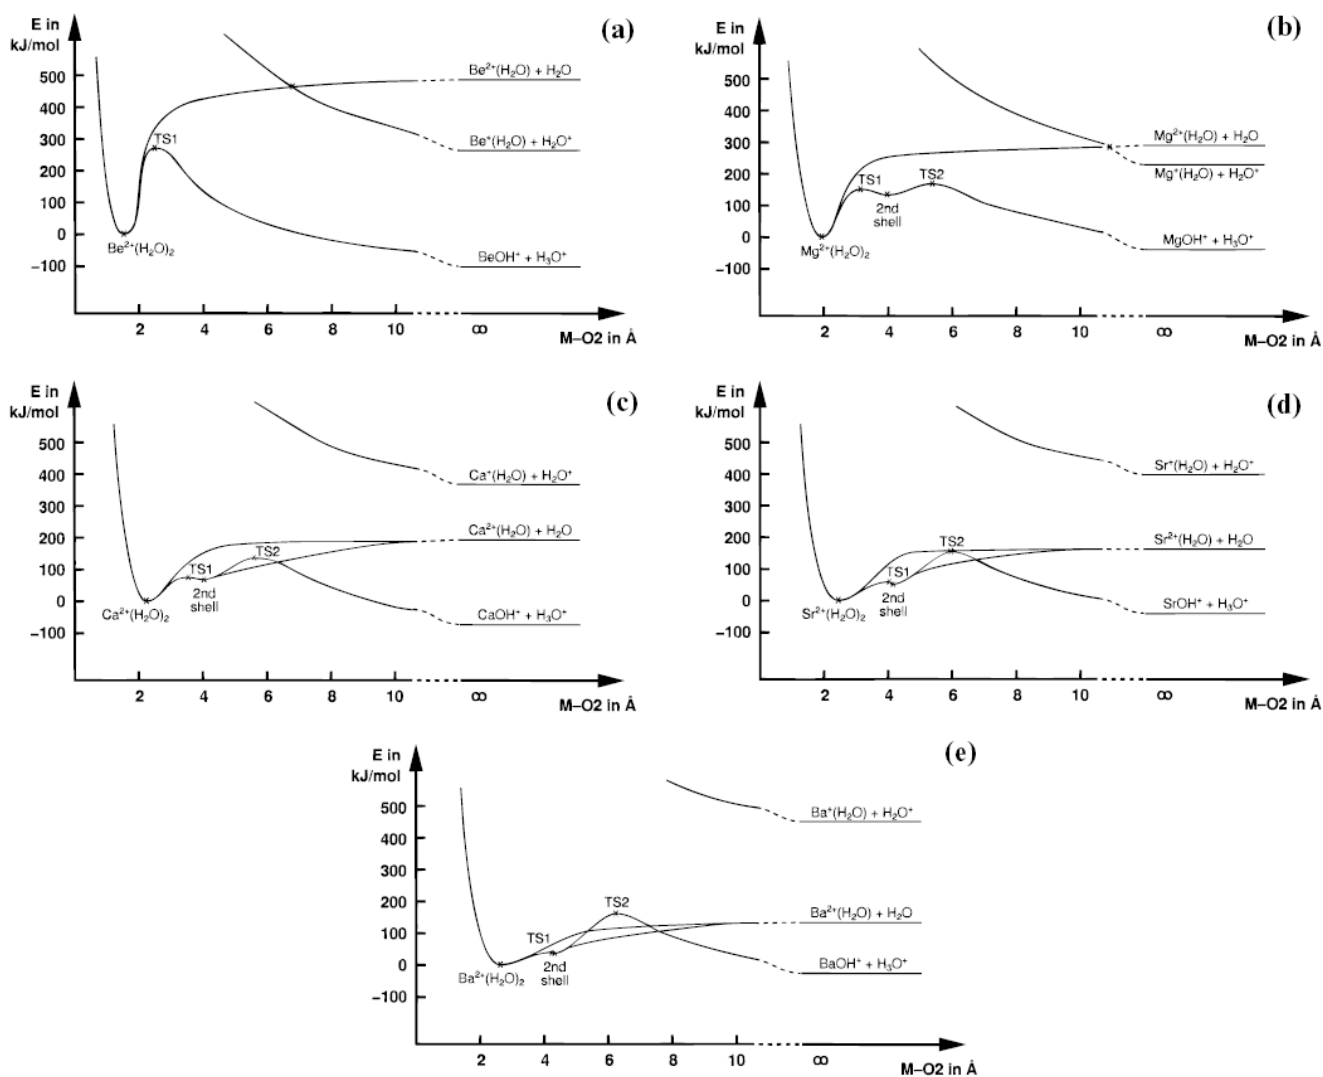 (a)
E in
kJ/mol
500
400
300
200
100
0
−100
TS1
Be²⁺(H₂O)₂
Be²⁺(H₂O) + H₂O
Be⁺(H₂O) + H₂O⁺
BeOH⁺ + H₃O⁺
2 4 6 8 10 ∞
M–O2 in Å
(b)
E in
kJ/mol
500
400
300
200
100
0
−100
TS1
TS2
2nd
shell
Mg²⁺(H₂O)₂
Mg²⁺(H₂O) + H₂O
Mg⁺(H₂O) + H₂O⁺
MgOH⁺ + H₃O⁺
2 4 6 8 10 ∞
M–O2 in Å
(c)
E in
kJ/mol
500
400
300
200
100
0
−100
Ca⁺(H₂O) + H₂O⁺
Ca²⁺(H₂O) + H₂O
TS2
TS1
2nd
shell
Ca²⁺(H₂O)₂
CaOH⁺ + H₃O⁺
2 4 6 8 10 ∞
M–O2 in Å
(d)
E in
kJ/mol
500
400
300
200
100
0
−100
Sr⁺(H₂O) + H₂O⁺
Sr²⁺(H₂O) + H₂O
TS2
TS1
2nd
shell
Sr²⁺(H₂O)₂
SrOH⁺ + H₃O⁺
2 4 6 8 10 ∞
M–O2 in Å
(e)
E in
kJ/mol
500
400
300
200
100
0
−100
Ba⁺(H₂O) + H₂O⁺
Ba²⁺(H₂O) + H₂O
TS2
TS1
2nd
shell
Ba²⁺(H₂O)₂
BaOH⁺ + H₃O⁺
2 4 6 8 10 ∞
M–O2 in Å